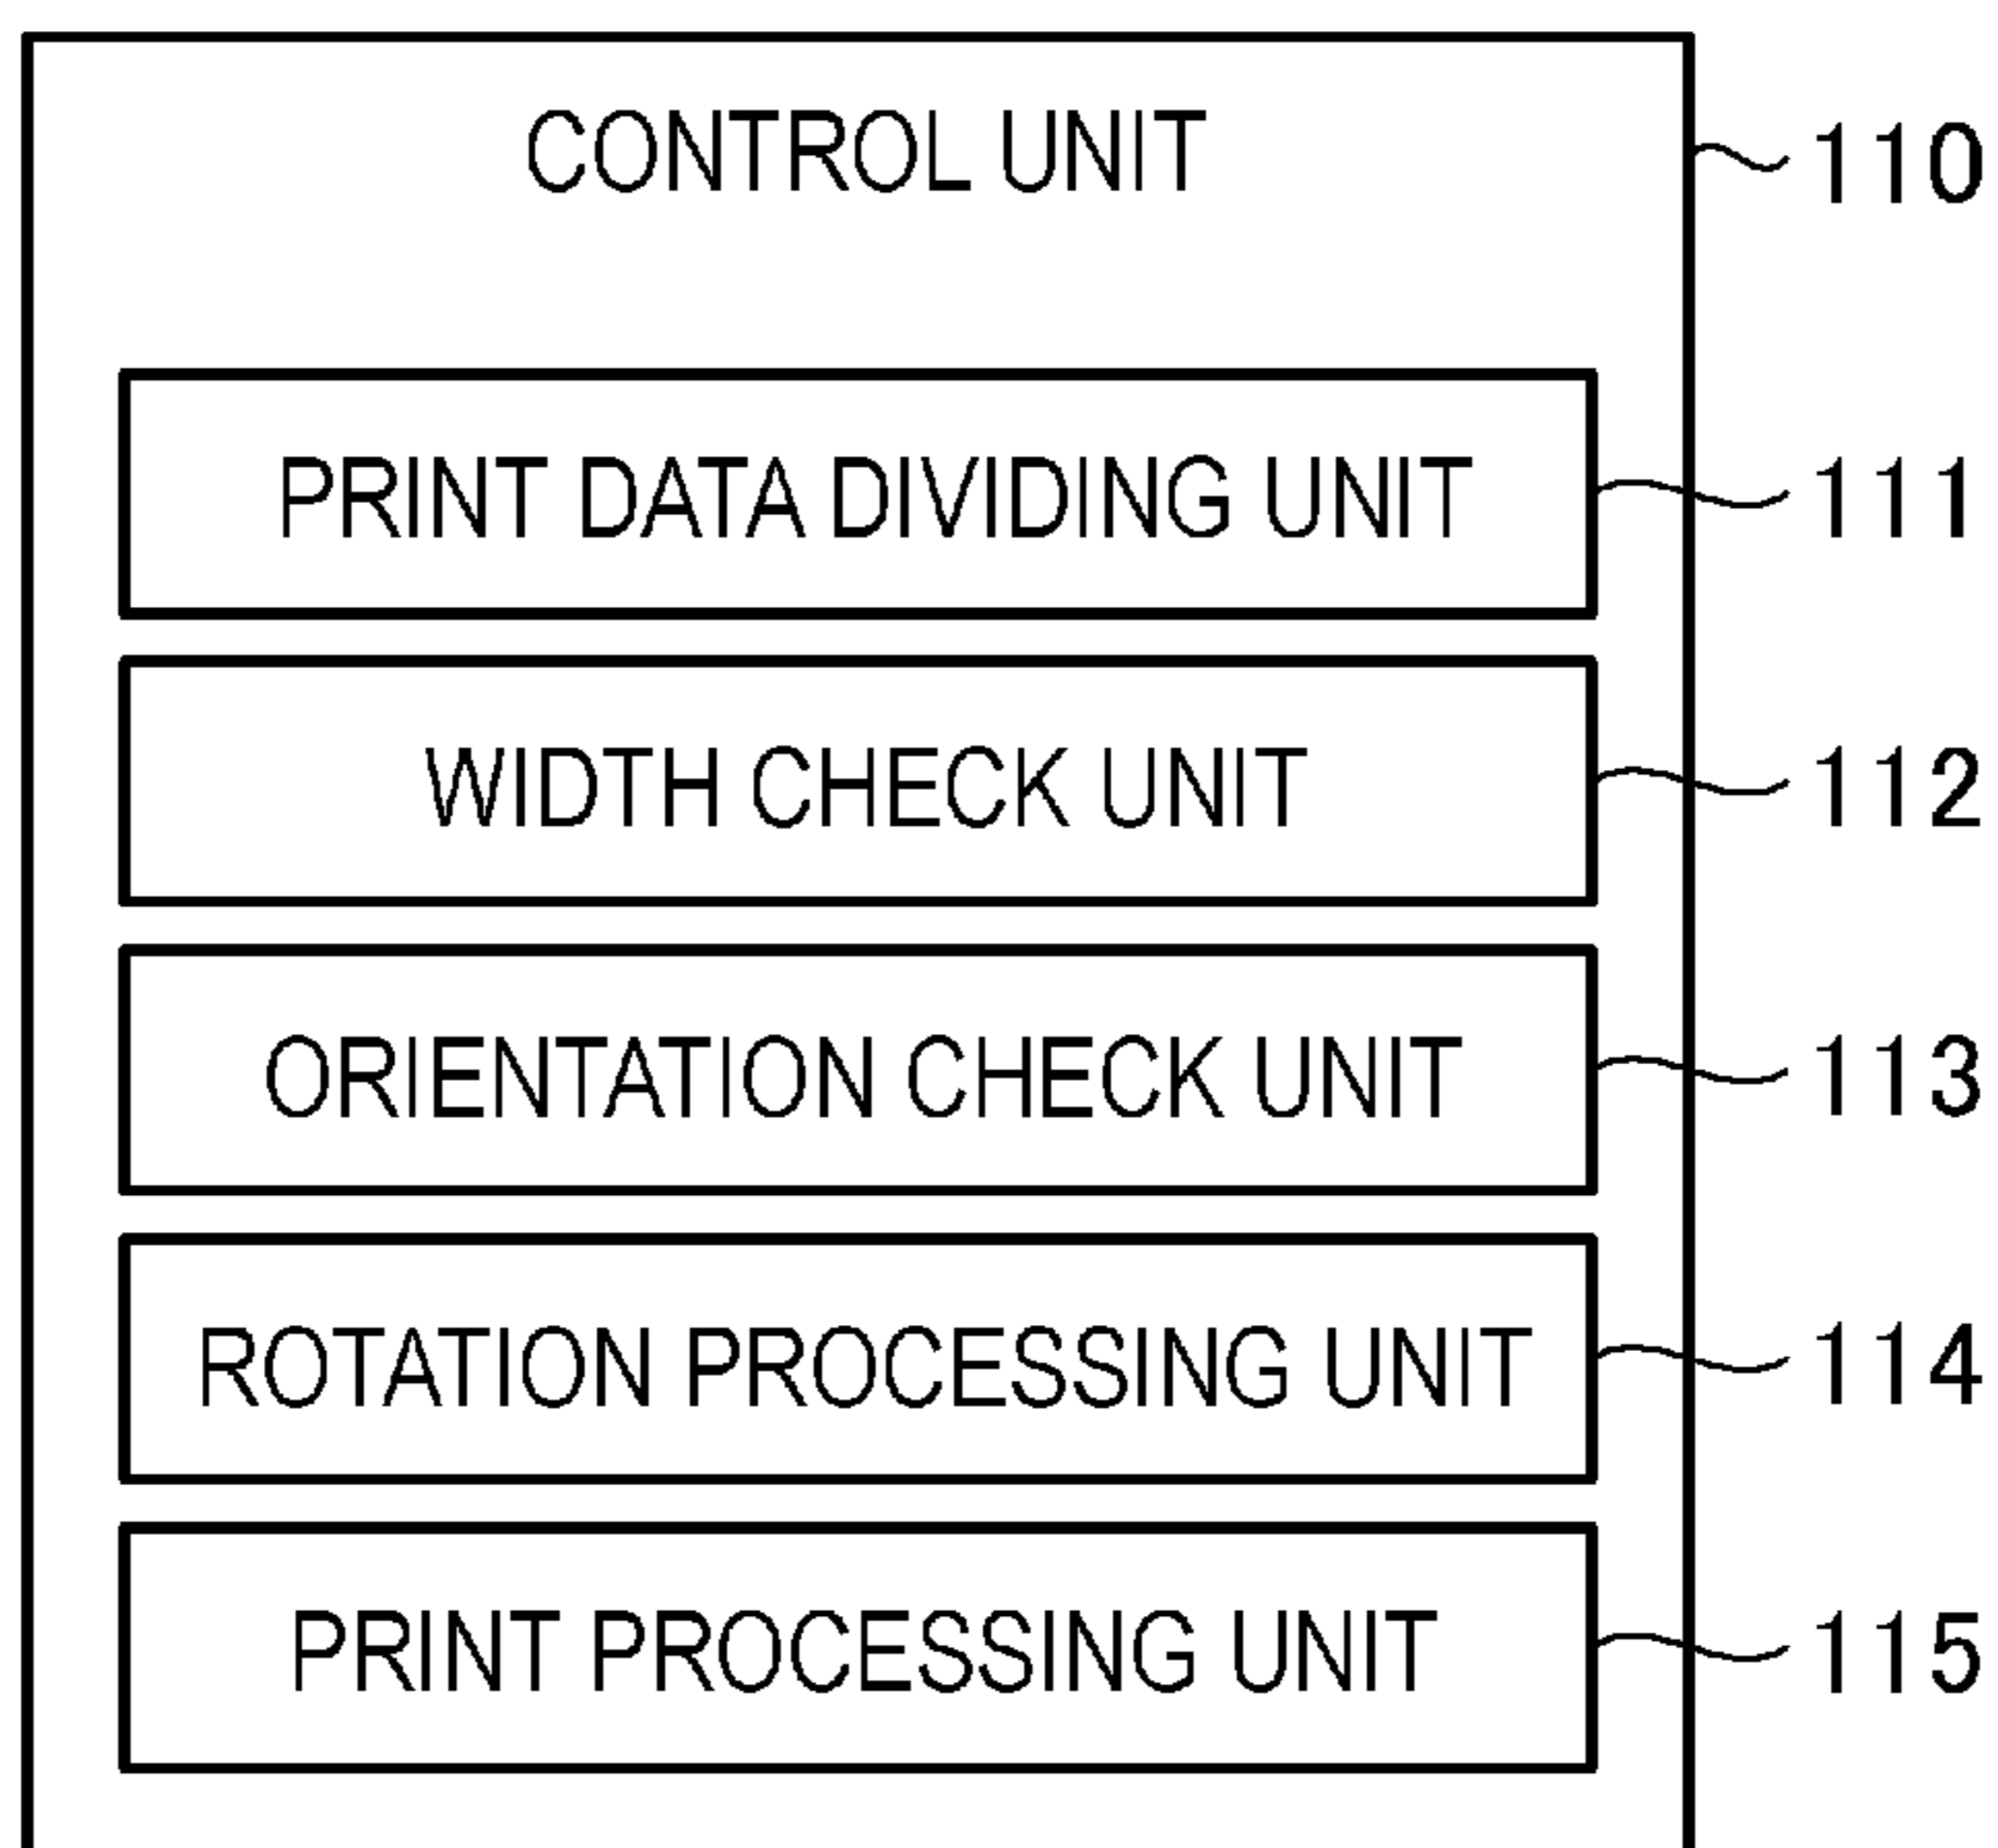 CONTROL UNIT 110
PRINT DATA DIVIDING UNIT 111
WIDTH CHECK UNIT 112
ORIENTATION CHECK UNIT 113
ROTATION PROCESSING UNIT 114
PRINT PROCESSING UNIT 115